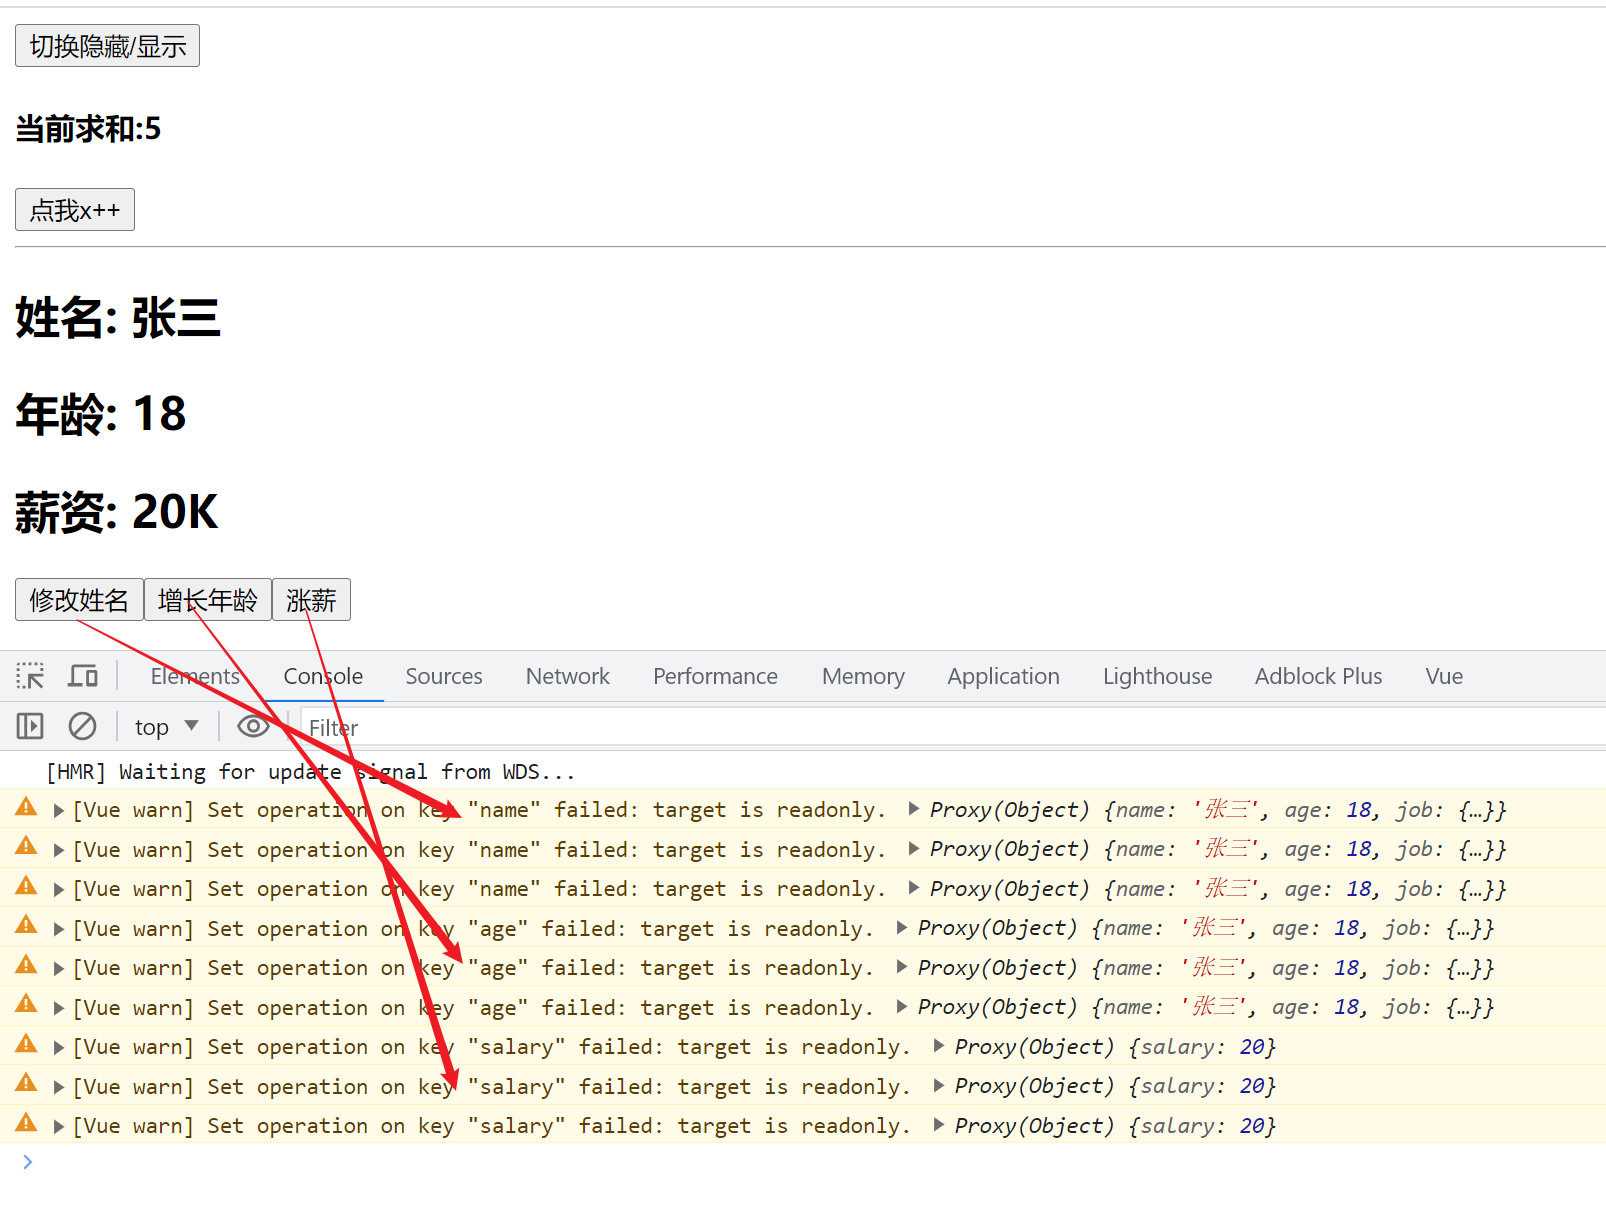 切换隐藏/显示
当前求和:5
点我x++
姓名: 张三
年龄: 18
薪资: 20K
修改姓名 增长年龄 涨薪
Elements Console Sources Network Performance Memory Application Lighthouse Adblock Plus Vue
top Filter
[HMR] Waiting for update signal from WDS...
[Vue warn] Set operation on key "name" failed: target is readonly. Proxy(Object) {name: '张三', age: 18, job: {…}}
[Vue warn] Set operation on key "name" failed: target is readonly. Proxy(Object) {name: '张三', age: 18, job: {…}}
[Vue warn] Set operation on key "name" failed: target is readonly. Proxy(Object) {name: '张三', age: 18, job: {…}}
[Vue warn] Set operation on key "age" failed: target is readonly. Proxy(Object) {name: '张三', age: 18, job: {…}}
[Vue warn] Set operation on key "age" failed: target is readonly. Proxy(Object) {name: '张三', age: 18, job: {…}}
[Vue warn] Set operation on key "age" failed: target is readonly. Proxy(Object) {name: '张三', age: 18, job: {…}}
[Vue warn] Set operation on key "salary" failed: target is readonly. Proxy(Object) {salary: 20}
[Vue warn] Set operation on key "salary" failed: target is readonly. Proxy(Object) {salary: 20}
[Vue warn] Set operation on key "salary" failed: target is readonly. Proxy(Object) {salary: 20}